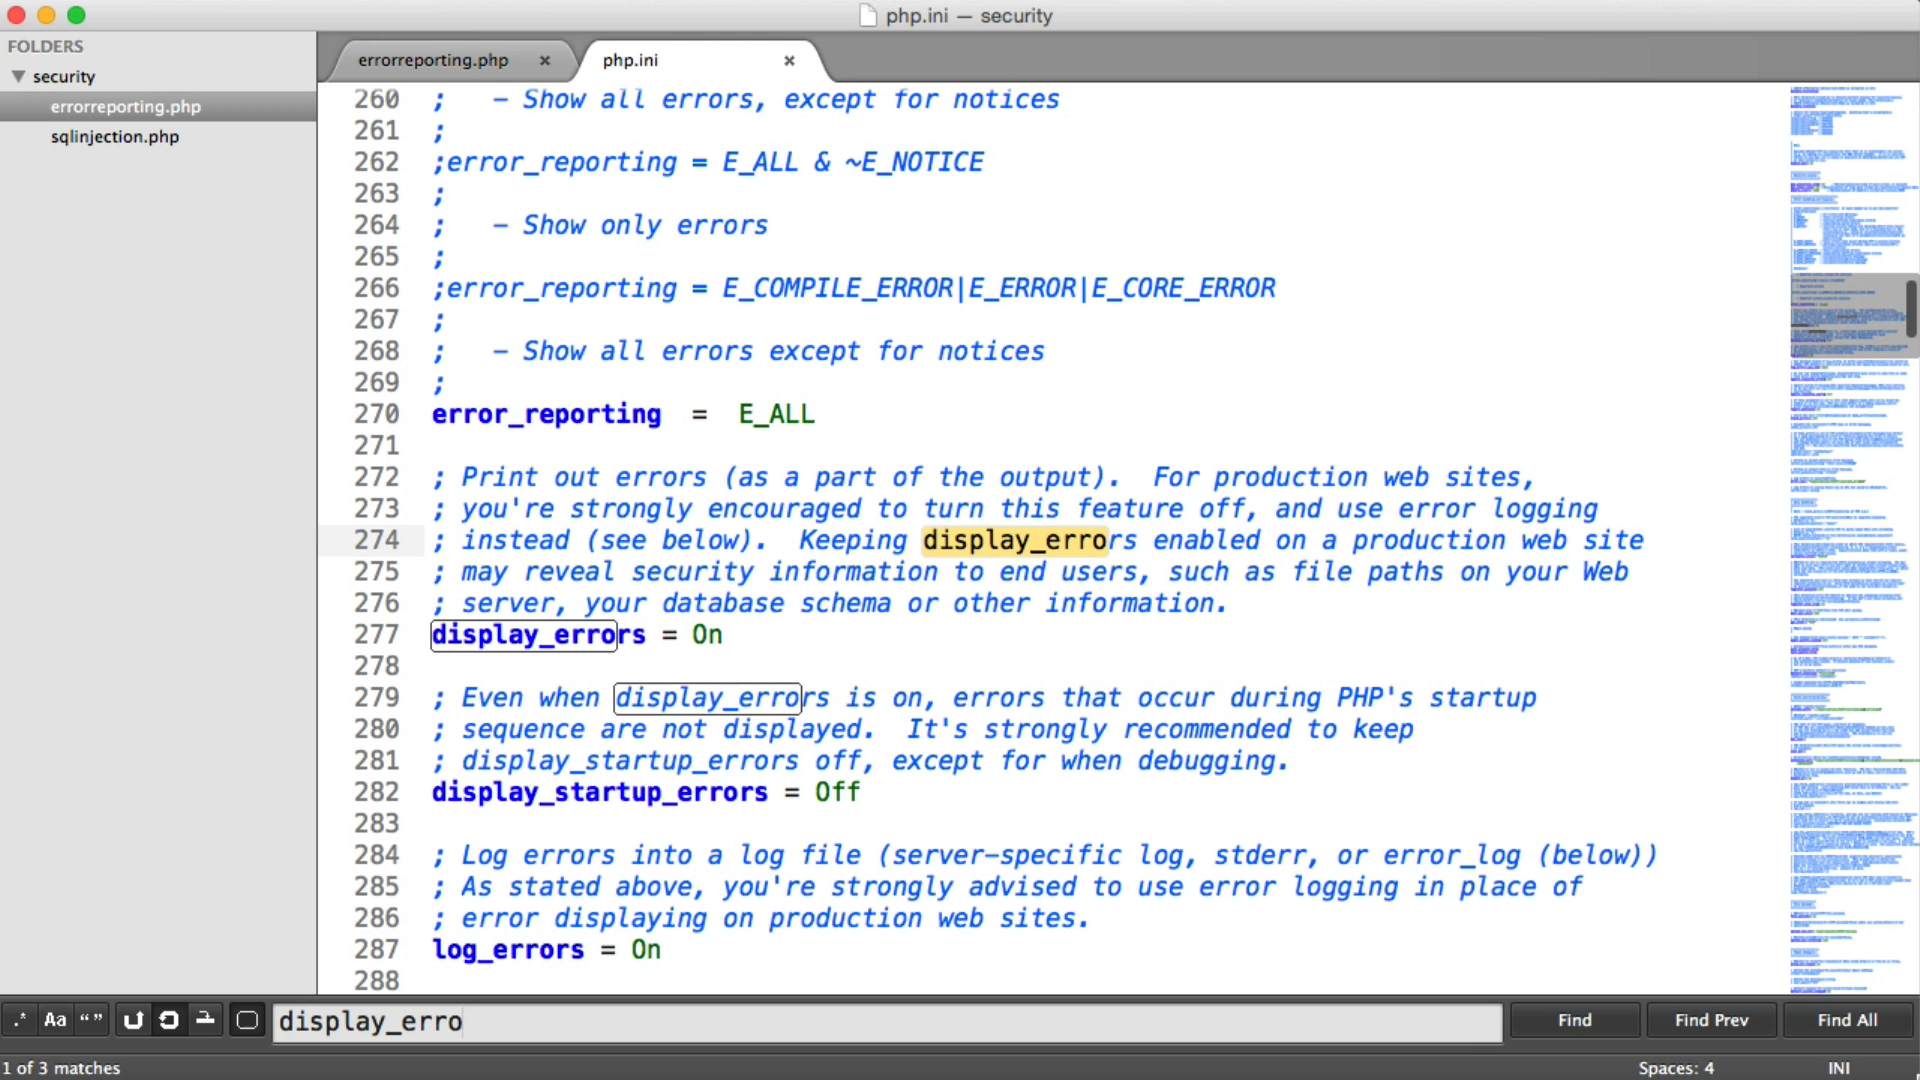 php.ini — security
FOLDERS
security
errorreporting.php
sqlinjection.php
errorreporting.php ×
php.ini ×
260 ;   – Show all errors, except for notices
261 ;
262 ;error_reporting = E_ALL & ~E_NOTICE
263 ;
264 ;   – Show only errors
265 ;
266 ;error_reporting = E_COMPILE_ERROR|E_ERROR|E_CORE_ERROR
267 ;
268 ;   – Show all errors except for notices
269 ;
270 error_reporting  =  E_ALL
271
272 ; Print out errors (as a part of the output).  For production web sites,
273 ; you're strongly encouraged to turn this feature off, and use error logging
274 ; instead (see below).  Keeping display_errors enabled on a production web site
275 ; may reveal security information to end users, such as file paths on your Web
276 ; server, your database schema or other information.
277 display_errors = On
278
279 ; Even when display_errors is on, errors that occur during PHP's startup
280 ; sequence are not displayed.  It's strongly recommended to keep
281 ; display_startup_errors off, except for when debugging.
282 display_startup_errors = Off
283
284 ; Log errors into a log file (server-specific log, stderr, or error_log (below))
285 ; As stated above, you're strongly advised to use error logging in place of
286 ; error displaying on production web sites.
287 log_errors = On
288
.* Aa “ ” display_erro Find Find Prev Find All
1 of 3 matches Spaces: 4 INI